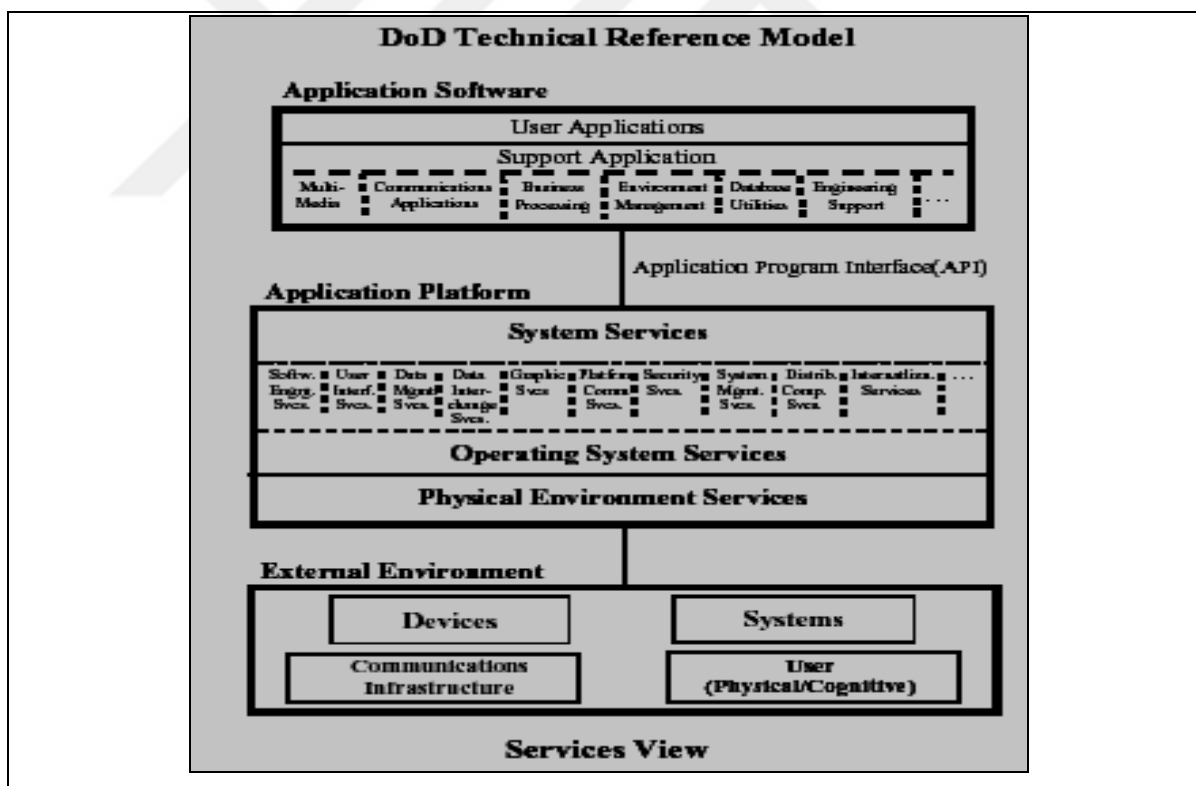 DoD Technical Reference Model
Application Software
User Applications
Support Application
Multi-
Media
Communications
Applications
Business
Processing
Environment
Management
Database
Utilities
Engineering
Support
...
Application Program Interface(API)
Application Platform
System Services
Softw.
Engrg.
Svcs.
User
Interf.
Svcs.
Data
Mgmt
Svcs.
Data
Inter-
change
Svcs.
Graphic
Svcs
Platfrm
Comm
Svcs.
Security
Svcs.
System
Mgmt.
Svcs.
Distrib.
Comp.
Svcs.
Services
...
Operating System Services
Physical Environment Services
External Environment
Devices
Systems
Communications
Infrastructure
User
(Physical/Cognitive)
Services View